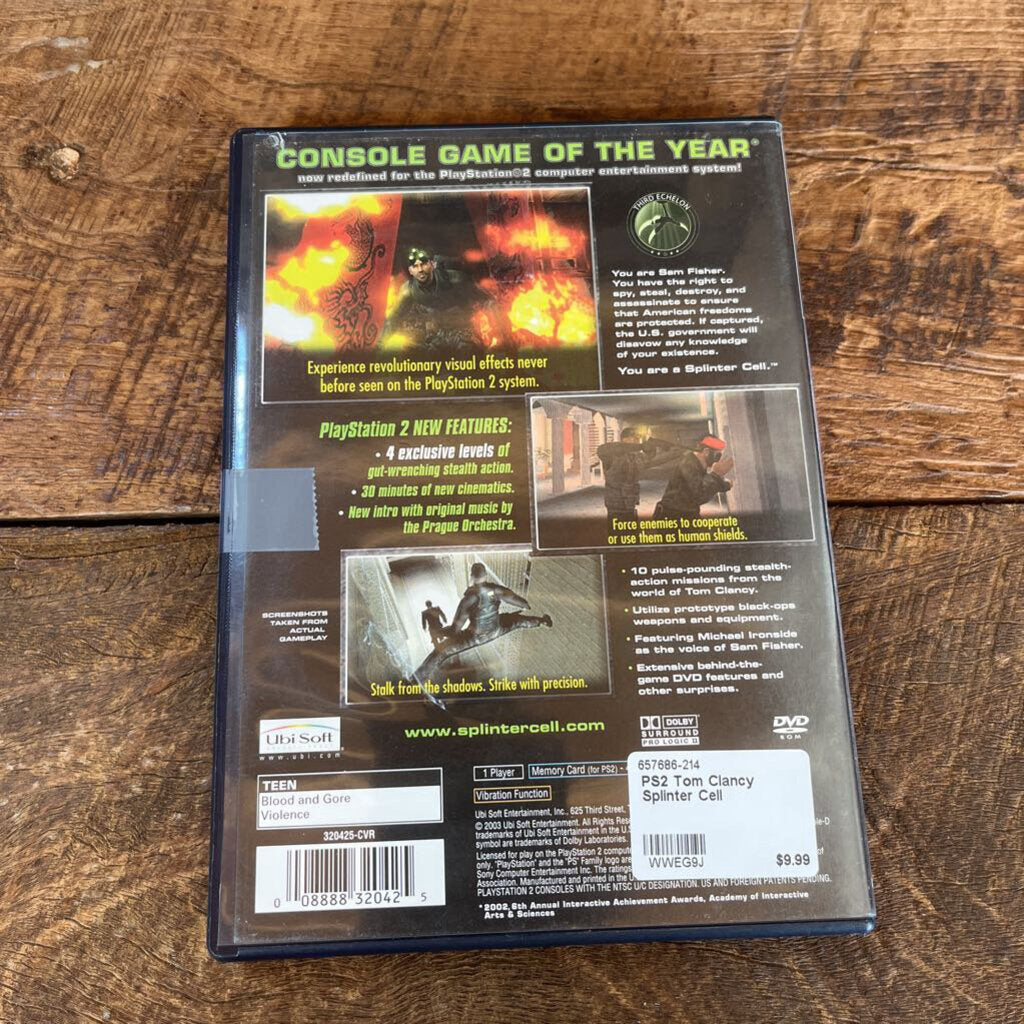 CONSOLE GAME OF THE YEAR*
now redefined for the PlayStation®2 computer entertainment system!
THIRD ECHELON
You are Sam Fisher.
You have the right to
spy, steal, destroy, and
assassinate to ensure
that American freedoms
are protected. If captured,
the U.S. government will
disavow any knowledge
of your existence.
You are a Splinter Cell.™
Experience revolutionary visual effects never
before seen on the PlayStation 2 system.
PlayStation 2 NEW FEATURES:
• 4 exclusive levels of
gut-wrenching stealth action.
• 30 minutes of new cinematics.
• New intro with original music by
the Prague Orchestra.
Force enemies to cooperate
or use them as human shields.
SCREENSHOTS
TAKEN FROM
ACTUAL
GAMEPLAY
Stalk from the shadows. Strike with precision.
• 10 pulse-pounding stealth-
action missions from the
world of Tom Clancy.
• Utilize prototype black-ops
weapons and equipment.
• Featuring Michael Ironside
as the voice of Sam Fisher.
• Extensive behind-the-
game DVD features and
other surprises.
Ubi Soft
www.ubi.com
www.splintercell.com
DOLBY
SURROUND
PRO LOGIC II
DVD
ROM
TEEN
Blood and Gore
Violence
320425-CVR
0 08888 32042 5
1 Player
Memory Card (for PS2) -
Vibration Function
657686-214
PS2 Tom Clancy
Splinter Cell
WWEG9J
$9.99
Ubi Soft Entertainment, Inc., 625 Third Street,
© 2003 Ubi Soft Entertainment. All Rights
trademarks of Ubi Soft Entertainment in the
symbol are trademarks of Dolby Laboratories.
Licensed for play on the PlayStation 2
only. "PlayStation" and the "PS" Family logo are
Sony Computer Entertainment Inc. The ratings
Association. Manufactured and printed in the
PLAYSTATION 2 CONSOLES WITH THE NTSC U/C DESIGNATION. US AND FOREIGN PATENTS PENDING.
*2002, 6th Annual Interactive Achievement Awards, Academy of Interactive
Arts & Sciences